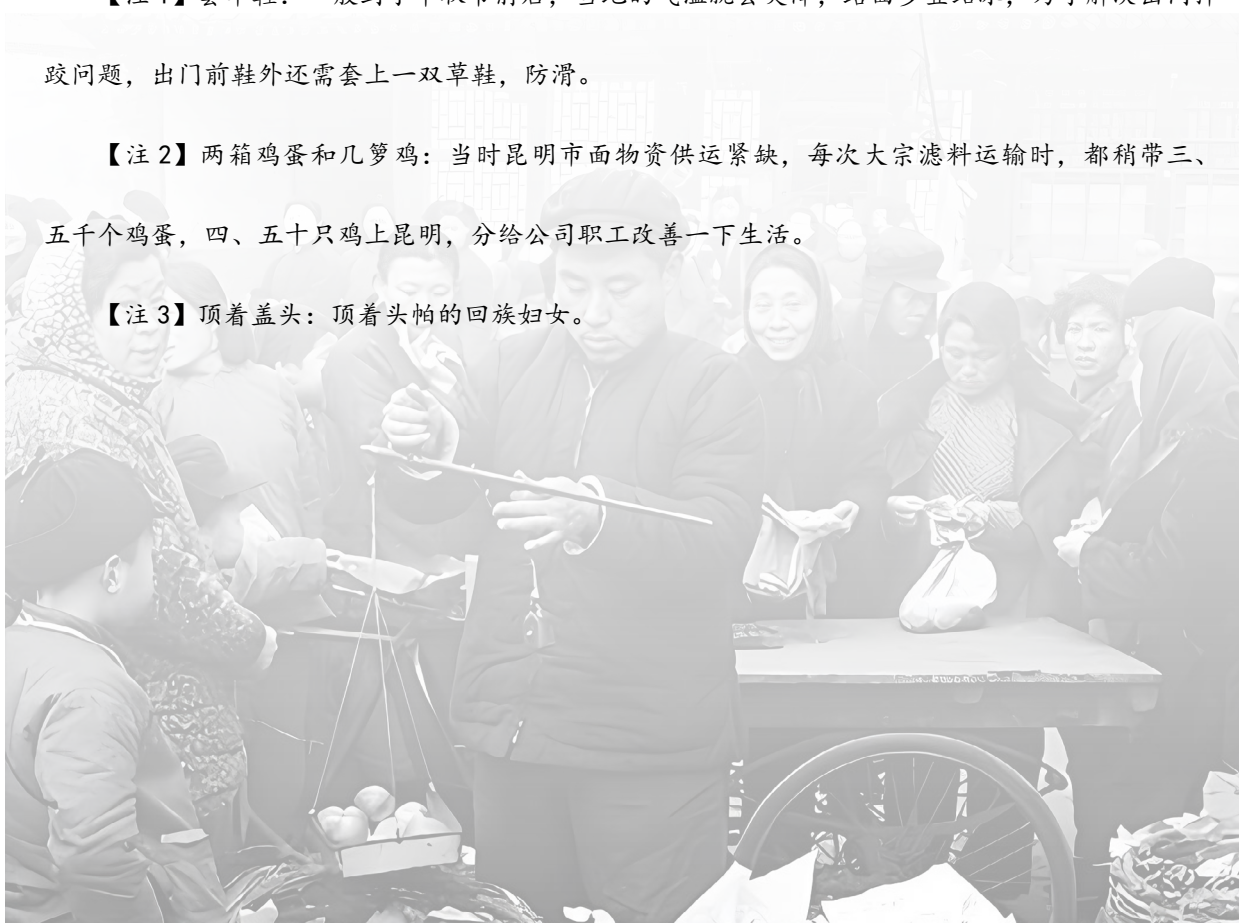 跤问题，出门前鞋外还需套上一双草鞋，防滑。
【注 2】两箱鸡蛋和几箩鸡：当时昆明市面物资供运紧缺，每次大宗滤料运输时，都稍带三、
五千个鸡蛋，四、五十只鸡上昆明，分给公司职工改善一下生活。
【注 3】顶着盖头：顶着头帕的回族妇女。